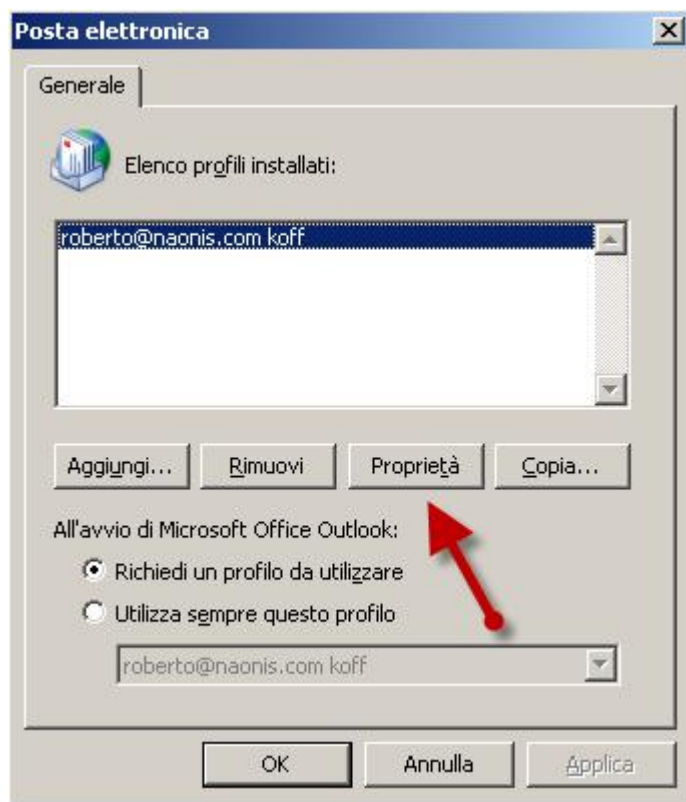 Posta elettronica
Generale
Elenco profili installati:
roberto@naonis.com koff
Aggiungi... Rimuovi Proprietà Copia...
All'avvio di Microsoft Office Outlook:
Richiedi un profilo da utilizzare
Utilizza sempre questo profilo
roberto@naonis.com koff
OK Annulla Applica